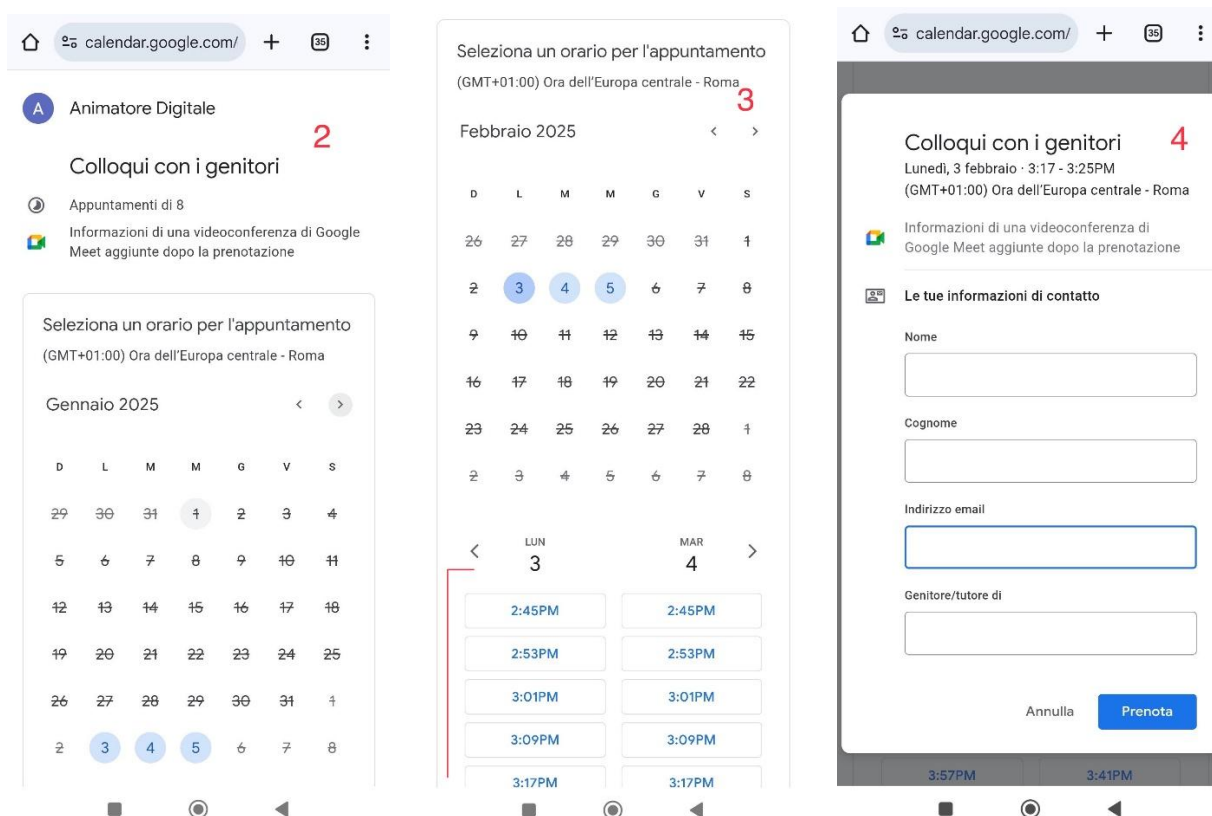 calendar.google.com/
35
A
Animatore Digitale
2
Colloqui con i genitori
Appuntamenti di 8
Informazioni di una videoconferenza di Google
Meet aggiunte dopo la prenotazione
Seleziona un orario per l'appuntamento
(GMT+01:00) Ora dell'Europa centrale - Roma
Gennaio 2025
D L M M G V S
29 30 31 1 2 3 4
5 6 7 8 9 10 11
12 13 14 15 16 17 18
19 20 21 22 23 24 25
26 27 28 29 30 31 1
2 3 4 5 6 7 8
Seleziona un orario per l'appuntamento
(GMT+01:00) Ora dell'Europa centrale - Roma
3
Febbraio 2025
D L M M G V S
26 27 28 29 30 31 1
2 3 4 5 6 7 8
9 10 11 12 13 14 15
16 17 18 19 20 21 22
23 24 25 26 27 28 1
2 3 4 5 6 7 8
LUN MAR
3 4
2:45PM 2:45PM
2:53PM 2:53PM
3:01PM 3:01PM
3:09PM 3:09PM
3:17PM 3:17PM
calendar.google.com/
35
Colloqui con i genitori
4
Lunedì, 3 febbraio · 3:17 - 3:25PM
(GMT+01:00) Ora dell'Europa centrale - Roma
Informazioni di una videoconferenza di
Google Meet aggiunte dopo la prenotazione
Le tue informazioni di contatto
Nome
Cognome
Indirizzo email
Genitore/tutore di
Annulla Prenota
3:57PM 3:41PM